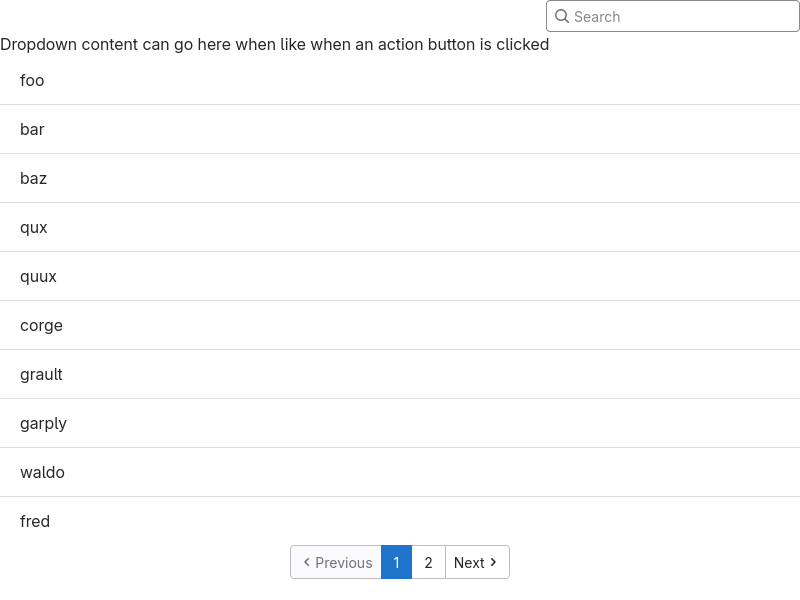 Search
Dropdown content can go here when like when an action button is clicked
foo
bar
baz
qux
quux
corge
grault
garply
waldo
fred
Previous 1 2 Next